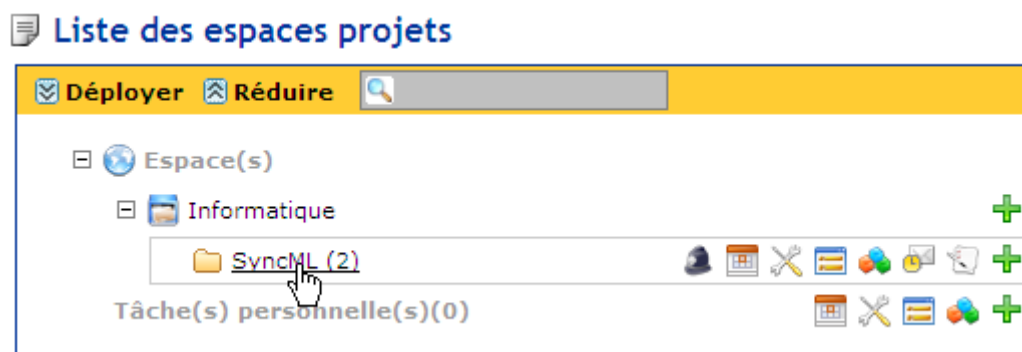 Liste des espaces projets
Déployer Réduire
Espace(s)
Informatique
SyncML (2)
Tâche(s) personnelle(s)(0)